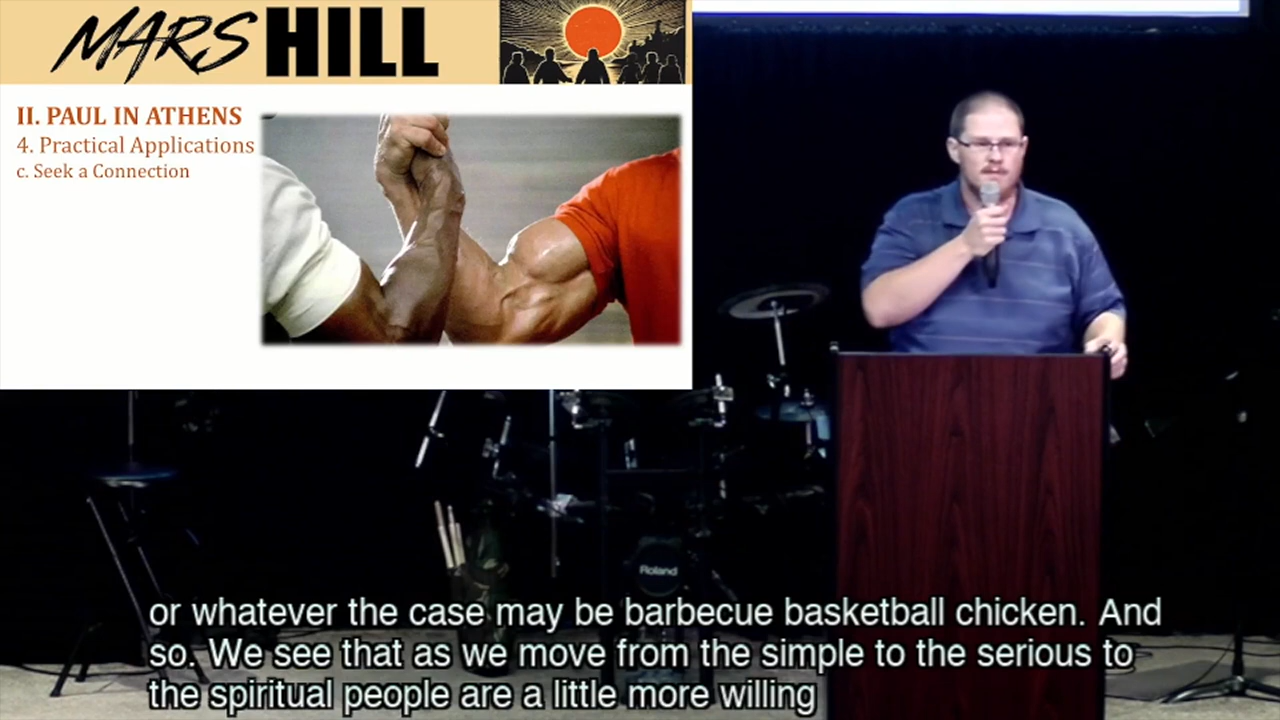 MARS HILL
II. PAUL IN ATHENS
4. Practical Applications
c. Seek a Connection
Roland
or whatever the case may be barbecue basketball chicken. And
so. We see that as we move from the simple to the serious to
the spiritual people are a little more willing